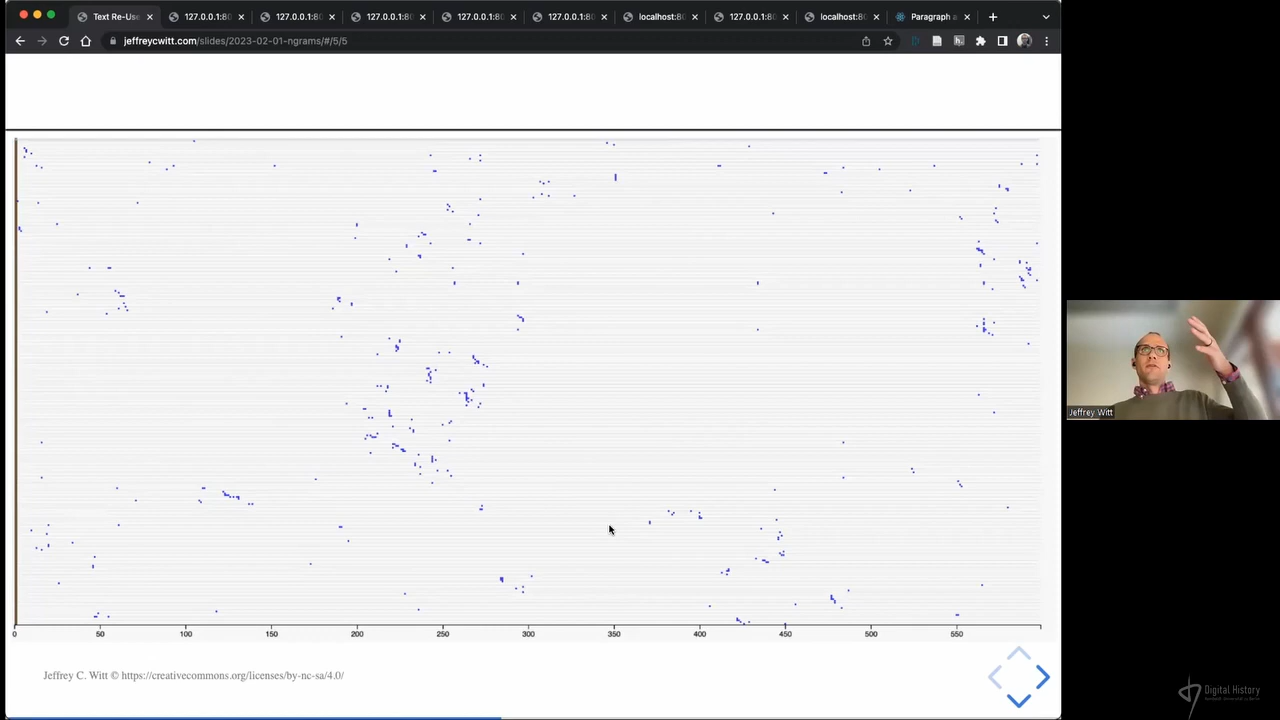 Text Re-Use
127.0.0.1:80
127.0.0.1:80
127.0.0.1:80
127.0.0.1:80
127.0.0.1:80
localhost:80
127.0.0.1:80
localhost:80
Paragraph a
jeffreycwitt.com/slides/2023-02-01-ngrams/#/5/5
0 50 100 150 200 250 300 350 400 450 500 550
Jeffrey C. Witt © https://creativecommons.org/licenses/by-nc-sa/4.0/
Jeffrey Witt
Digital History